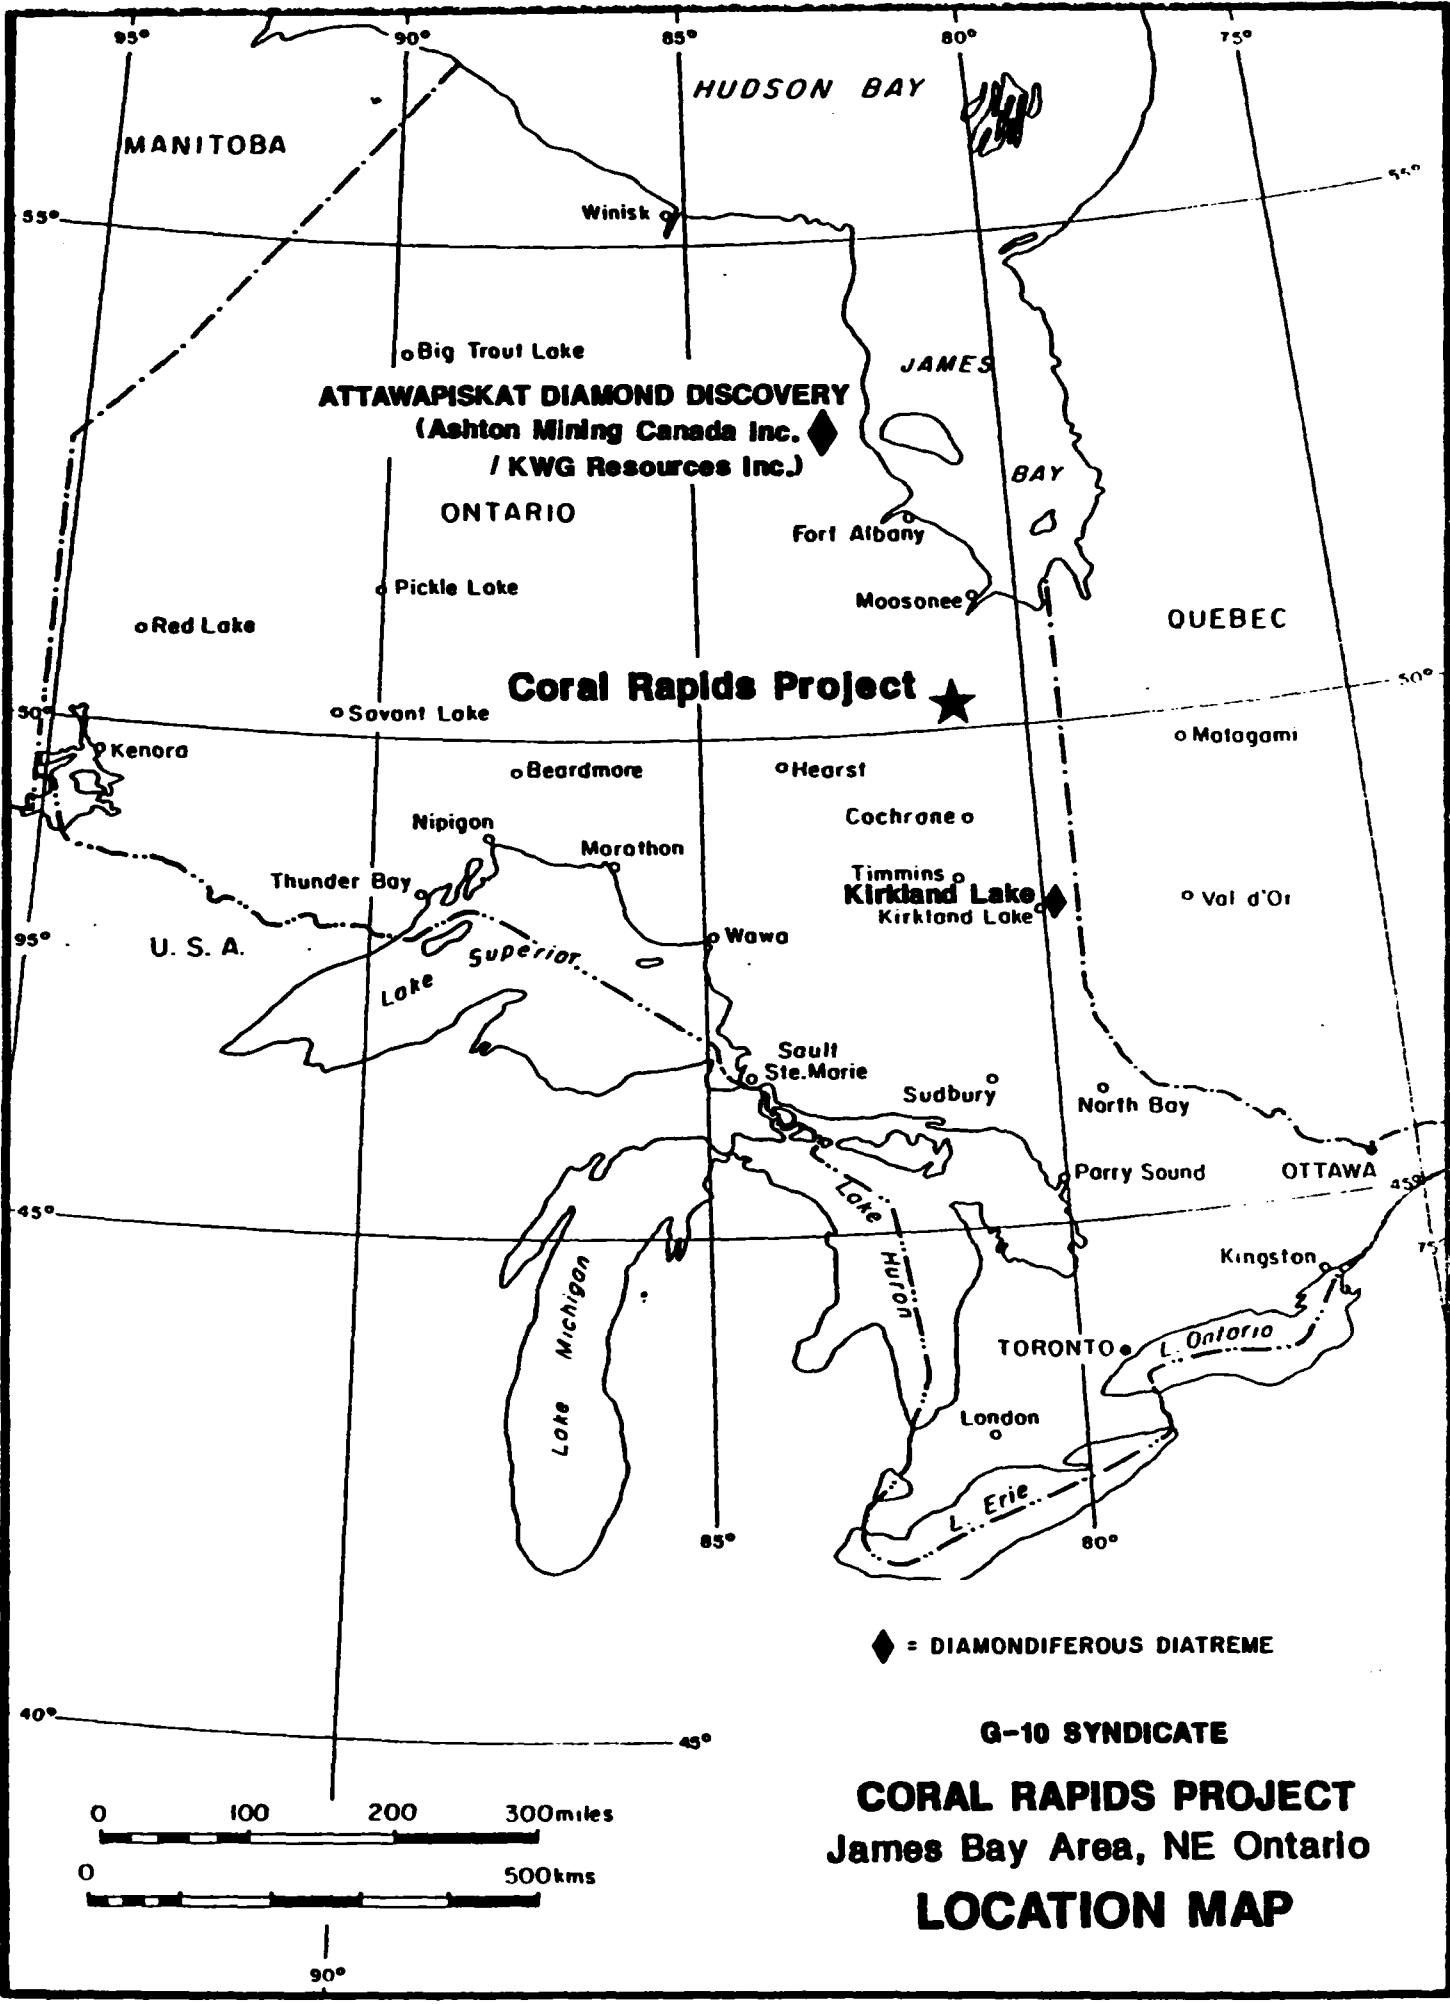 95°
90°
85°
80°
75°
HUDSON BAY
MANITOBA
55°
55°
Winisk
Big Trout Lake
JAMES
ATTAWAPISKAT DIAMOND DISCOVERY
(Ashton Mining Canada Inc.
/ KWG Resources Inc.)
BAY
ONTARIO
Fort Albany
Pickle Lake
Moosonee
Red Lake
QUEBEC
Coral Rapids Project
50°
50°
Savant Lake
Matagami
Kenora
Beardmore
Hearst
Cochrane
Nipigon
Marathon
Timmins
Thunder Bay
Kirkland Lake
Kirkland Lake
Val d'Or
95°
U. S. A.
Wawa
Lake Superior
Sault
Ste. Marie
Sudbury
North Bay
Parry Sound
OTTAWA
45°
45°
Lake Huron
75°
Kingston
Lake Michigan
TORONTO
L. Ontario
London
L. Erie
85°
80°
= DIAMONDIFEROUS DIATREME
40°
45°
G-10 SYNDICATE
CORAL RAPIDS PROJECT
James Bay Area, NE Ontario
LOCATION MAP
0 100 200 300 miles
0 500 kms
90°